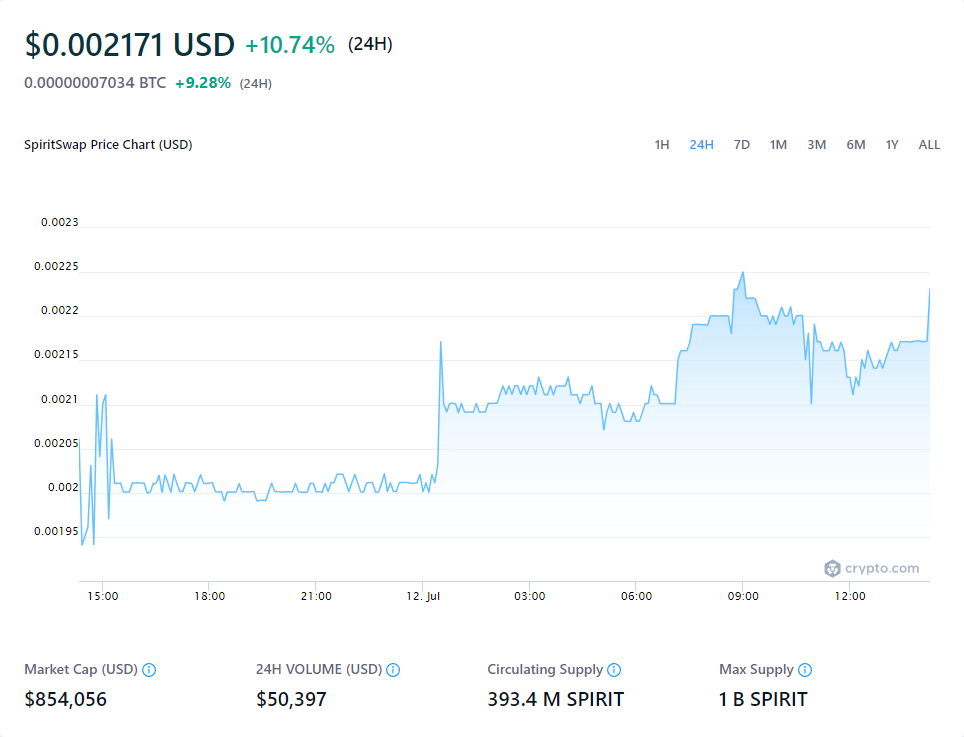 $0.002171 USD +10.74% (24H)
0.00000007034 BTC +9.28% (24H)
SpiritSwap Price Chart (USD) 1H 24H 7D 1M 3M 6M 1Y ALL
0.0023
0.00225
0.0022
0.00215
0.0021
0.00205
0.002
0.00195
crypto.com
15:00 18:00 21:00 12. Jul 03:00 06:00 09:00 12:00
Market Cap (USD) 24H VOLUME (USD) Circulating Supply Max Supply
$854,056 $50,397 393.4 M SPIRIT 1 B SPIRIT